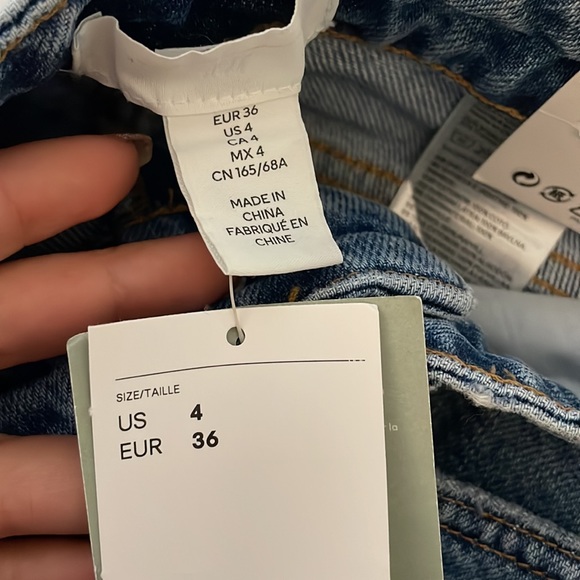 EUR 36
US 4
CA 4
MX 4
CN 165/68A
MADE IN
CHINA
FABRIQUÉ EN
CHINE
SIZE/TAILLE
US 4
EUR 36
la